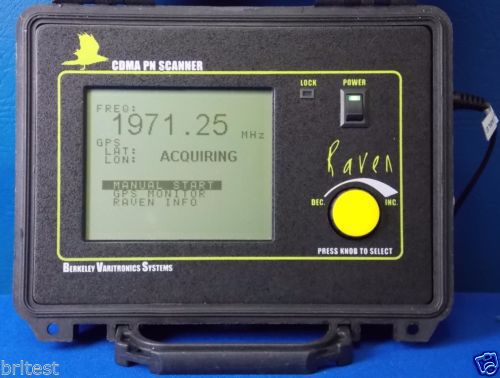 CDMA PN SCANNER
LOCK POWER
FREQ:
1971.25 MHz
GPS
LAT:
LON: ACQUIRING
MANUAL START
GPS MONITOR
RAVEN INFO
Raven
DEC. INC.
PRESS KNOB TO SELECT
BERKELEY VARITRONICS SYSTEMS
britest